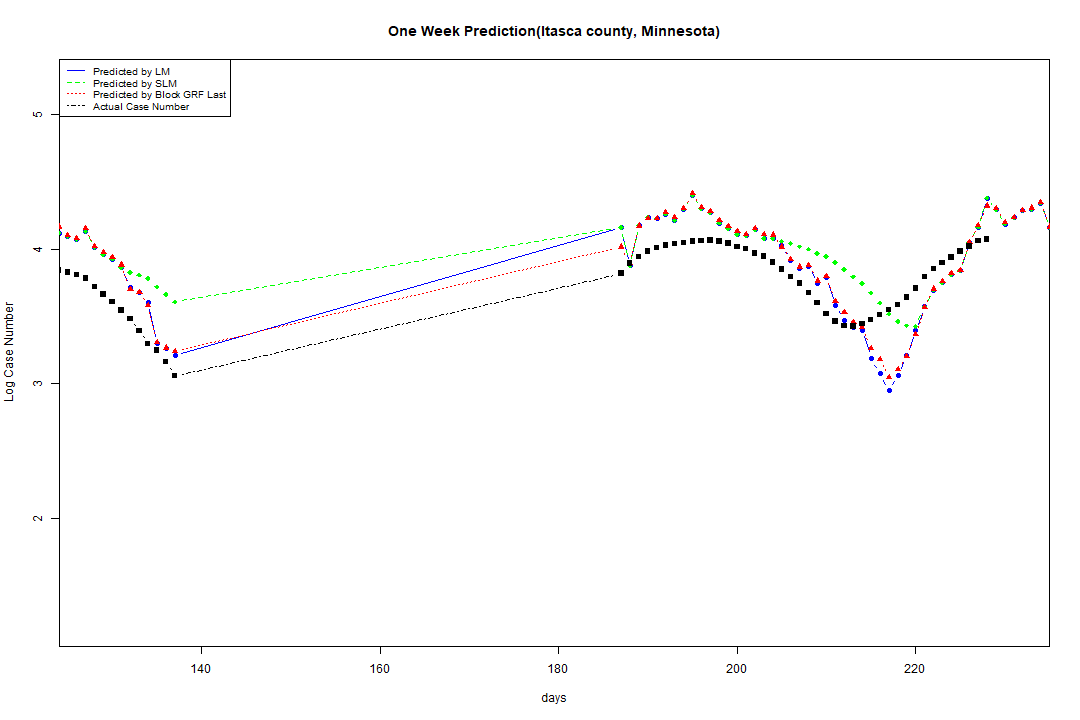 One Week Prediction(Itasca county, Minnesota)
Predicted by LM
Predicted by SLM
Predicted by Block GRF Last
Actual Case Number
5
4
3
2
Log Case Number
140 160 180 200 220
days